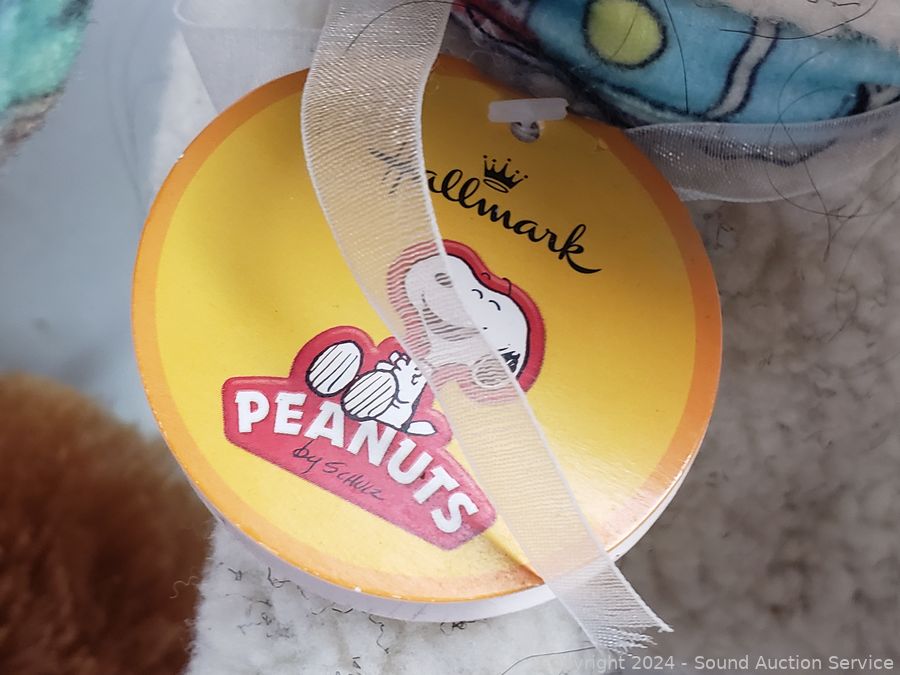 Hallmark
PEANUTS
by SCHULZ
Copyright 2024 - Sound Auction Service